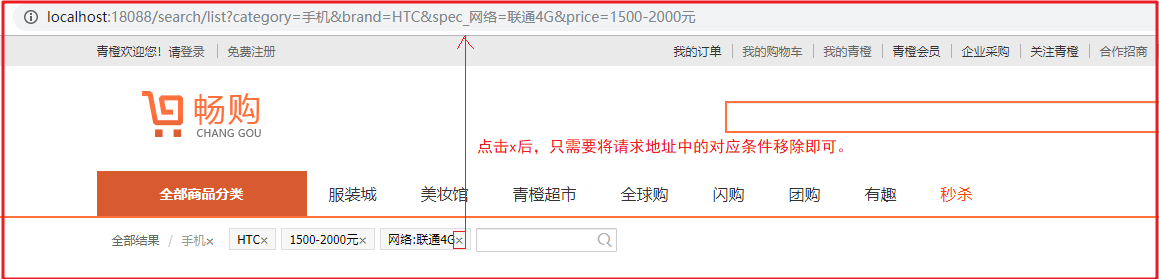 localhost:18088/search/list?category=手机&brand=HTC&spec_网络=联通4G&price=1500-2000元
青橙欢迎您！请登录 免费注册 我的订单 我的购物车 我的青橙 青橙会员 企业采购 关注青橙 合作招商
畅购
CHANG GOU
点击x后，只需要将请求地址中的对应条件移除即可。
全部商品分类 服装城 美妆馆 青橙超市 全球购 闪购 团购 有趣 秒杀
全部结果 / 手机× HTC× 1500-2000元× 网络:联通4G×